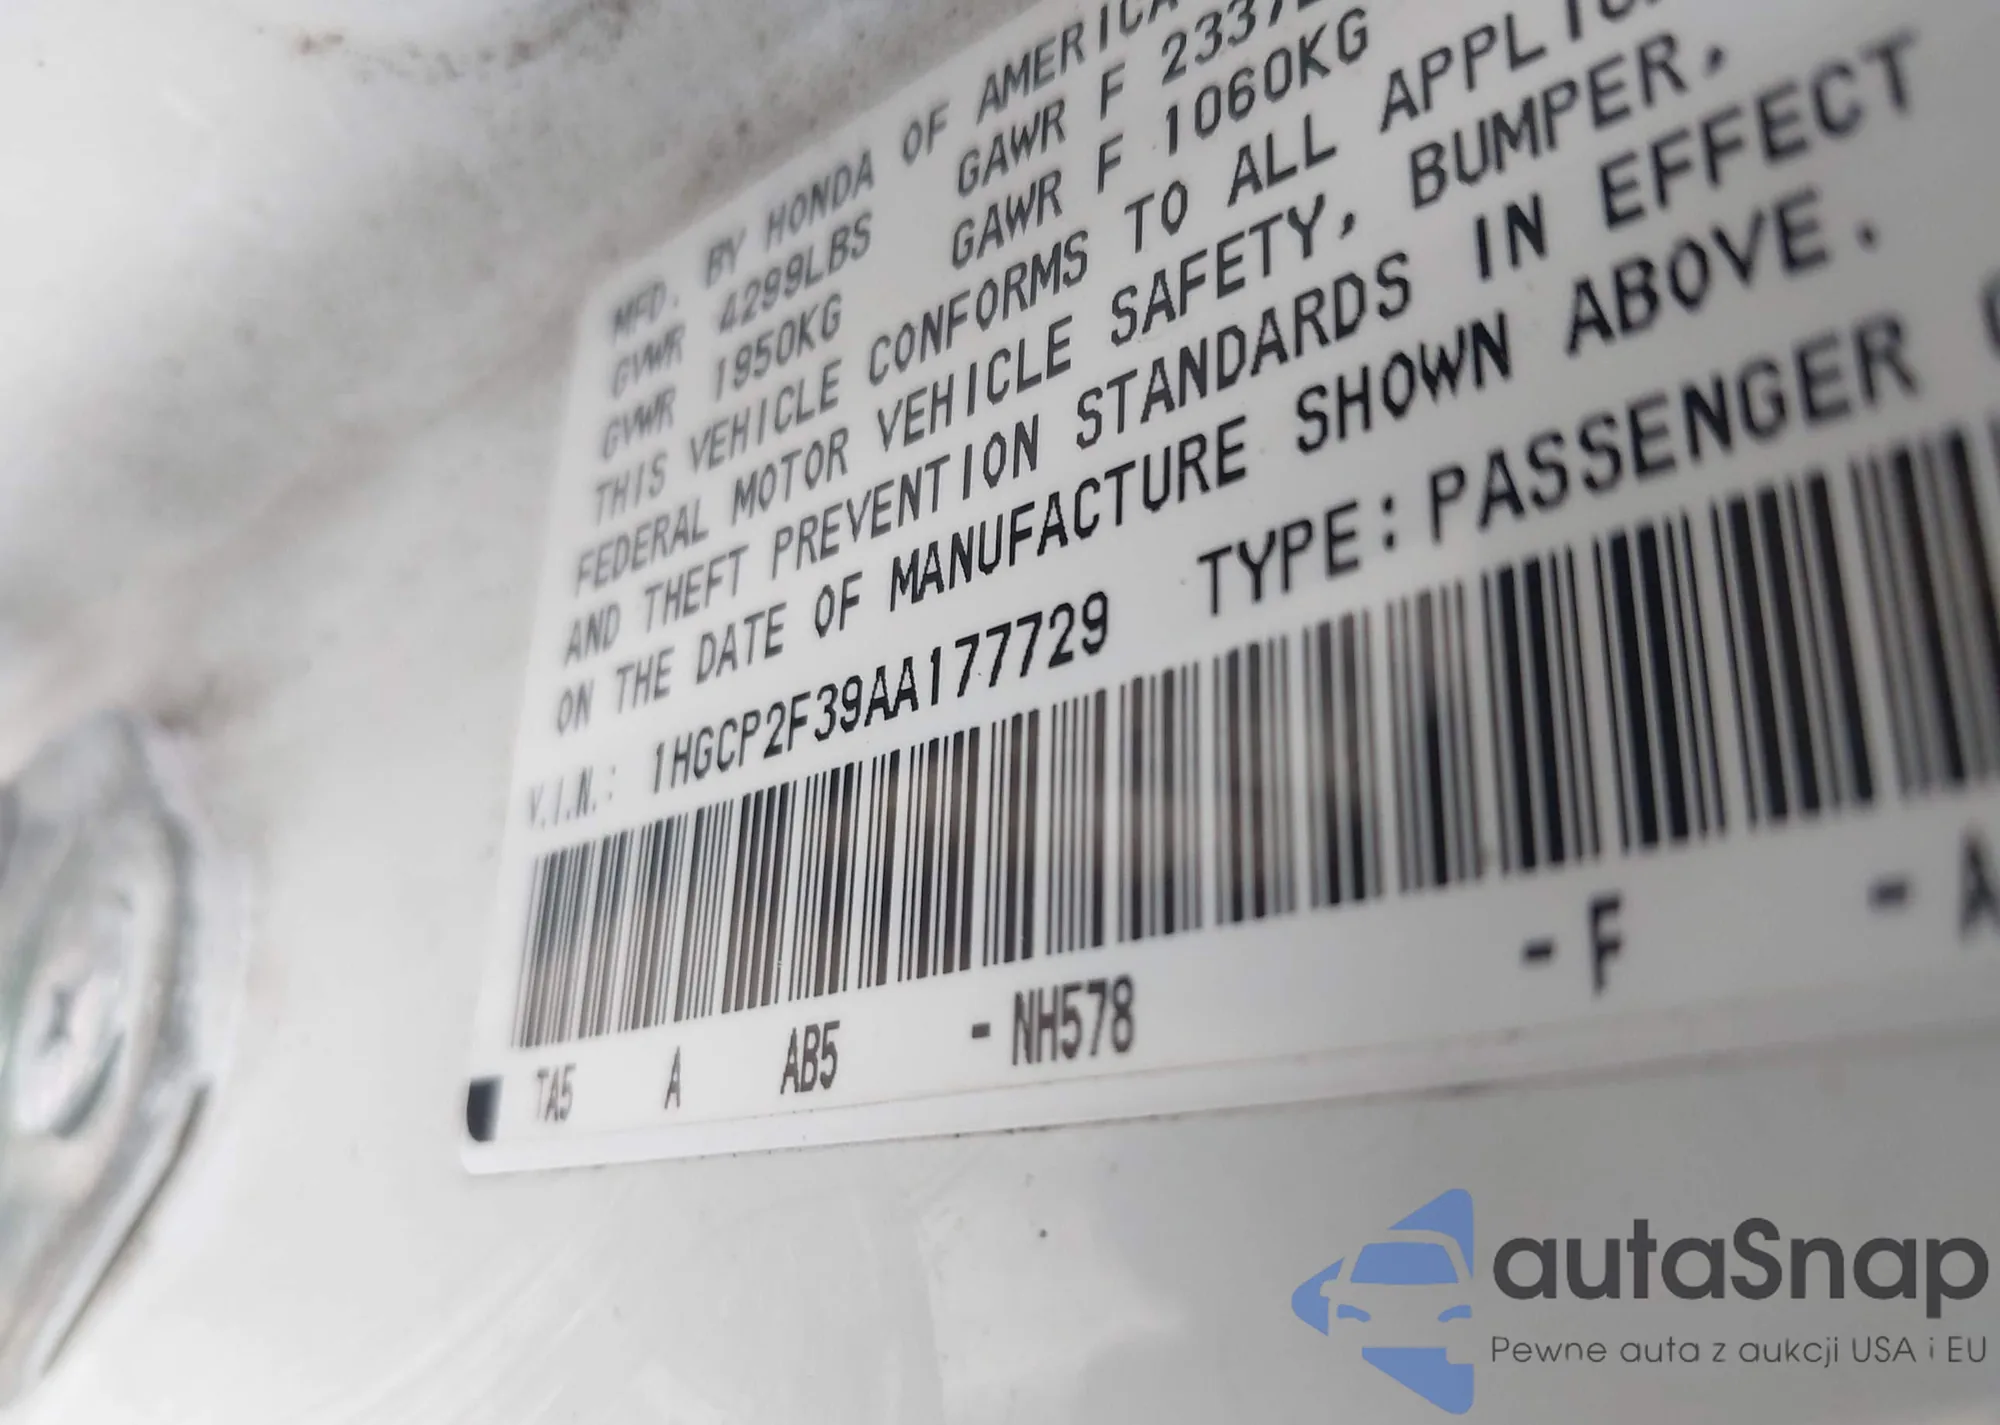 MFD. BY HONDA OF AMERICA
GVWR 4299LBS GAWR F 2337
GVWR 1950KG GAWR F 1060KG
THIS VEHICLE CONFORMS TO ALL
FEDERAL MOTOR VEHICLE SAFETY, BUMPER,
AND THEFT PREVENTION STANDARDS IN EFFECT
ON THE DATE OF MANUFACTURE SHOWN ABOVE.
V.I.N.: 1HGCP2F39AA177729 TYPE: PASSENGER
TA5 A AB5 -NH578 -F -A
autaSnap
Pewne auta z aukcji USA i EU